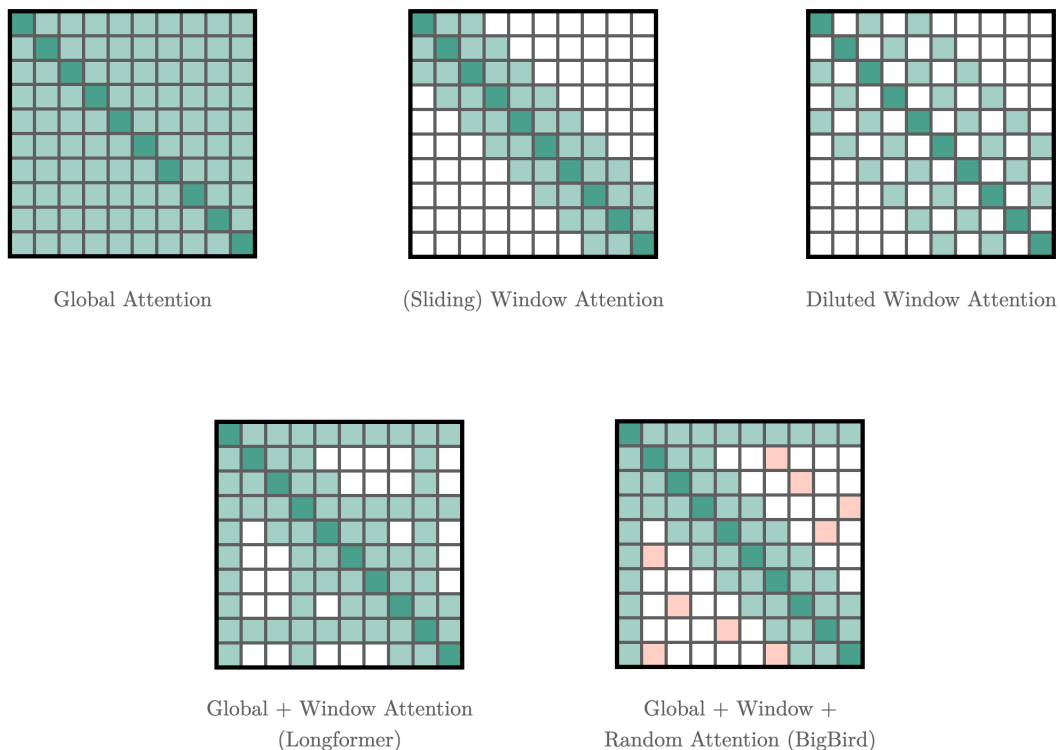 Global Attention
(Sliding) Window Attention
Diluted Window Attention
Global + Window Attention
(Longformer)
Global + Window +
Random Attention (BigBird)